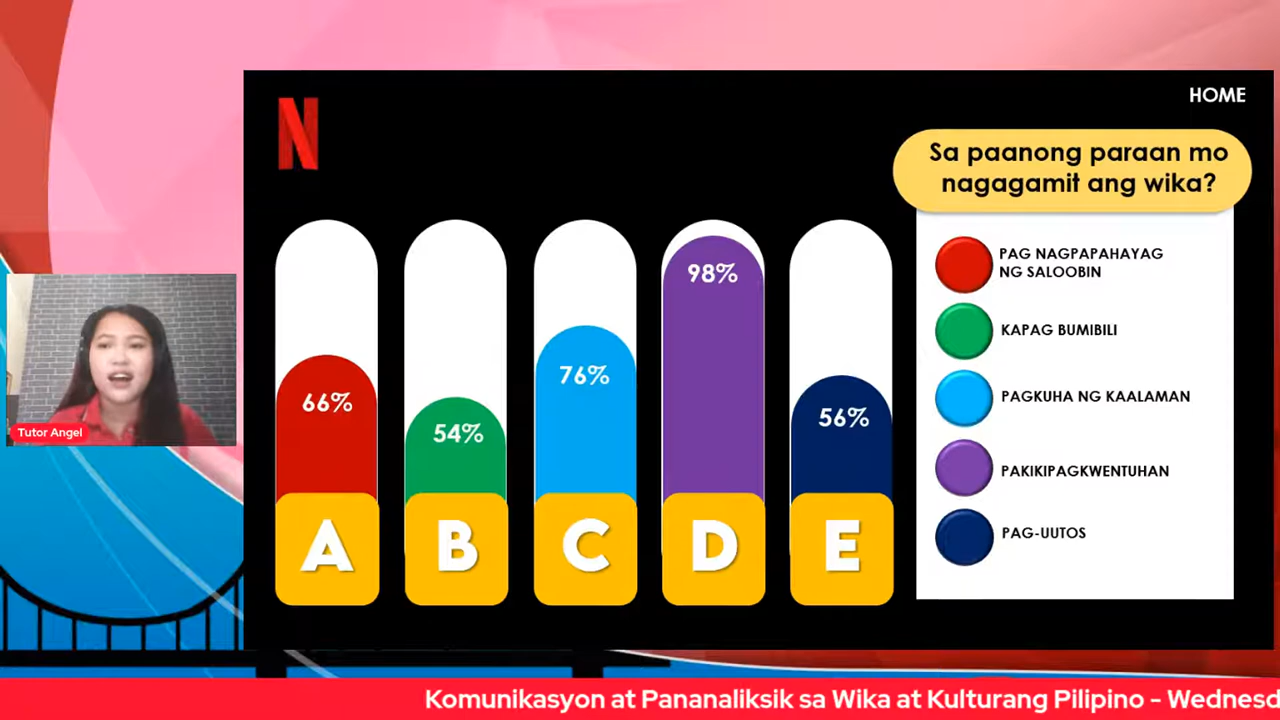 HOME
N
Sa paanong paraan mo
nagagamit ang wika?
PAG NAGPAPAHAYAG
NG SALOOBIN
KAPAG BUMIBILI
PAGKUHA NG KAALAMAN
PAKIKIPAGKWENTUHAN
PAG-UUTOS
66%
54%
76%
98%
56%
A
B
C
D
E
Tutor Angel
Komunikasyon at Pananaliksik sa Wika at Kulturang Pilipino - Wednesd